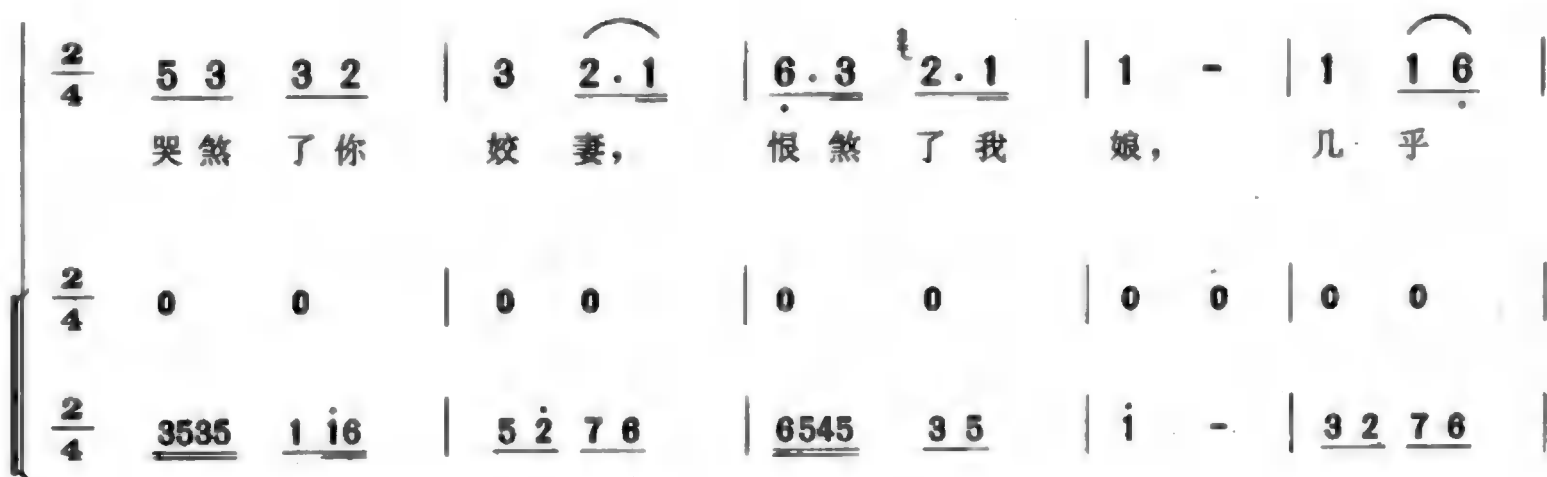 2/4 5 3 3 2 | 3 2 . 1 | 6 . 3 2 . 1 | 1 - | 1 1 6 |
哭煞 了你 姣 妻， 恨 煞 了 我 娘， 几 乎
2/4 0 0 | 0 0 | 0 0 | 0 0 | 0 0 |
2/4 3535 1 i6 | 5 2̇ 7 6 | 6545 3 5 | i - | 3 2 7 6 |